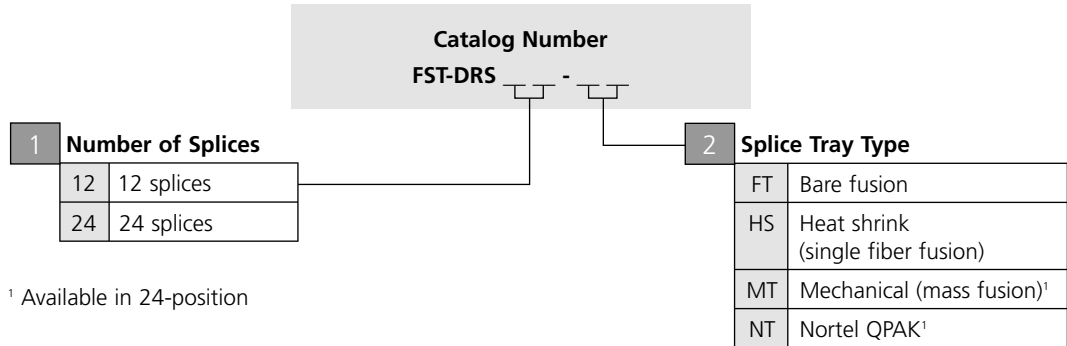 Catalog Number
FST-DRS __ __ - __ __
1 Number of Splices
12 12 splices
24 24 splices
¹ Available in 24-position
2 Splice Tray Type
FT Bare fusion
HS Heat shrink
(single fiber fusion)
MT Mechanical (mass fusion)¹
NT Nortel QPAK¹